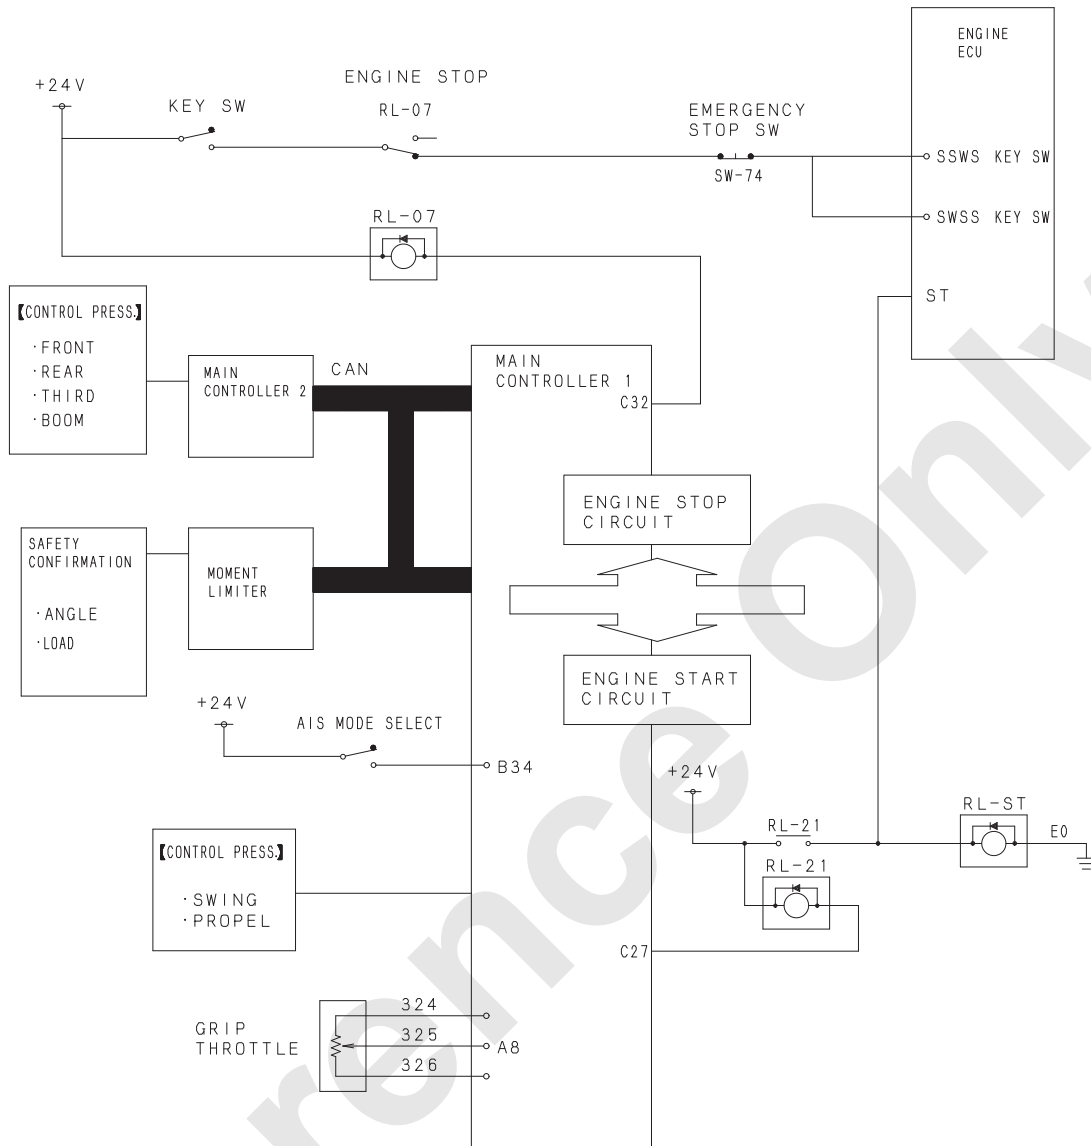 ENGINE
ECU
+24V
KEY SW
ENGINE STOP
RL-07
EMERGENCY
STOP SW
SW-74
SSWS KEY SW
SWSS KEY SW
RL-07
ST
【CONTROL PRESS.】
·FRONT
·REAR
·THIRD
·BOOM
MAIN
CONTROLLER 2
CAN
MAIN
CONTROLLER 1
C32
ENGINE STOP
CIRCUIT
SAFETY
CONFIRMATION
·ANGLE
·LOAD
MOMENT
LIMITER
ENGINE START
CIRCUIT
+24V
AIS MODE SELECT
B34
+24V
RL-21
RL-ST
E0
RL-21
【CONTROL PRESS.】
·SWING
·PROPEL
C27
GRIP
THROTTLE
324
325
326
A8
rence Only